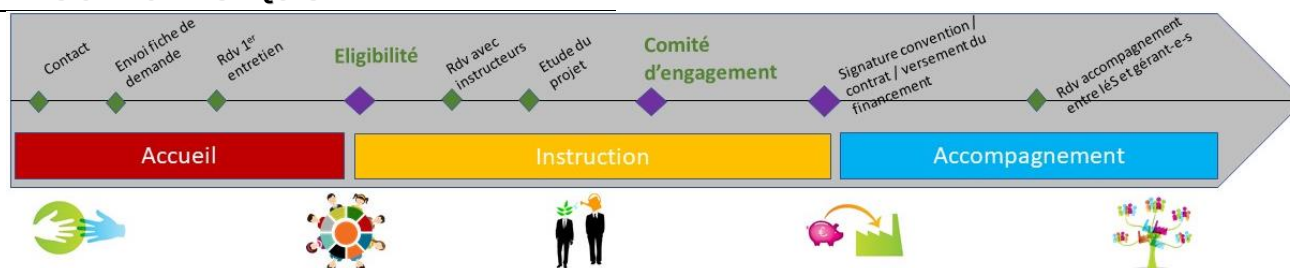 Contact
Envoi fiche de
demande
Rdv 1er
entretien
Eligibilité
Rdv avec
instructeurs
Etude du
projet
Comité
d'engagement
Signature convention /
contrat / versement du
financement
Rdv accompagnement
entre IéS et gérant-e-s
Accueil
Instruction
Accompagnement